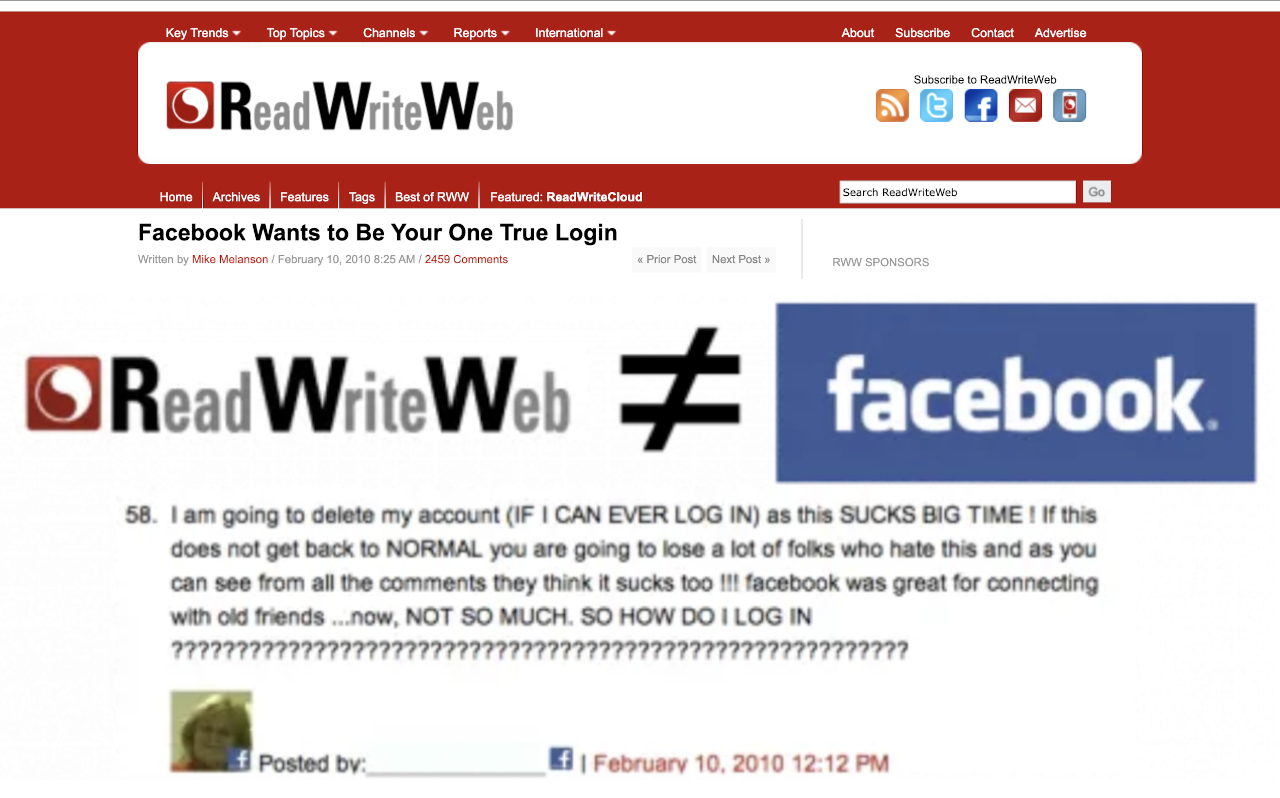 Key Trends Top Topics Channels Reports International About Subscribe Contact Advertise
ReadWriteWeb
Subscribe to ReadWriteWeb
Home Archives Features Tags Best of RWW Featured: ReadWriteCloud Search ReadWriteWeb Go
Facebook Wants to Be Your One True Login
Written by Mike Melanson / February 10, 2010 8:25 AM / 2459 Comments « Prior Post Next Post »
RWW SPONSORS
ReadWriteWeb ≠ facebook®
58. I am going to delete my account (IF I CAN EVER LOG IN) as this SUCKS BIG TIME ! If this
does not get back to NORMAL you are going to lose a lot of folks who hate this and as you
can see from all the comments they think it sucks too !!! facebook was great for connecting
with old friends ...now, NOT SO MUCH. SO HOW DO I LOG IN
????????????????????????????????????????????????????????
Posted by: | February 10, 2010 12:12 PM